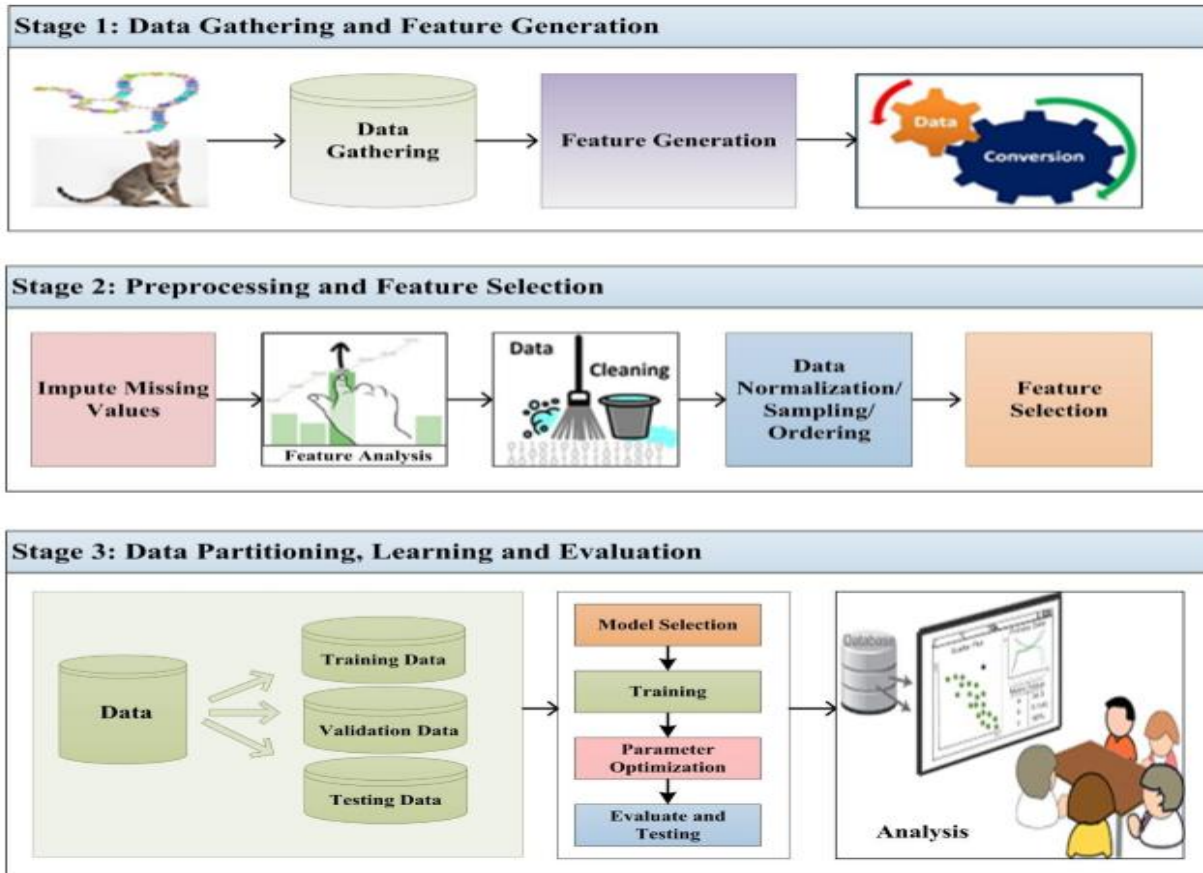 Stage 1: Data Gathering and Feature Generation
Data
Gathering
Feature Generation
Data
Conversion
Stage 2: Preprocessing and Feature Selection
Impute Missing
Values
Feature Analysis
Data
Cleaning
Data
Normalization/
Sampling/
Ordering
Feature
Selection
Stage 3: Data Partitioning, Learning and Evaluation
Data
Training Data
Validation Data
Testing Data
Model Selection
Training
Parameter
Optimization
Evaluate and
Testing
Database
Scatter Plot
Analysis